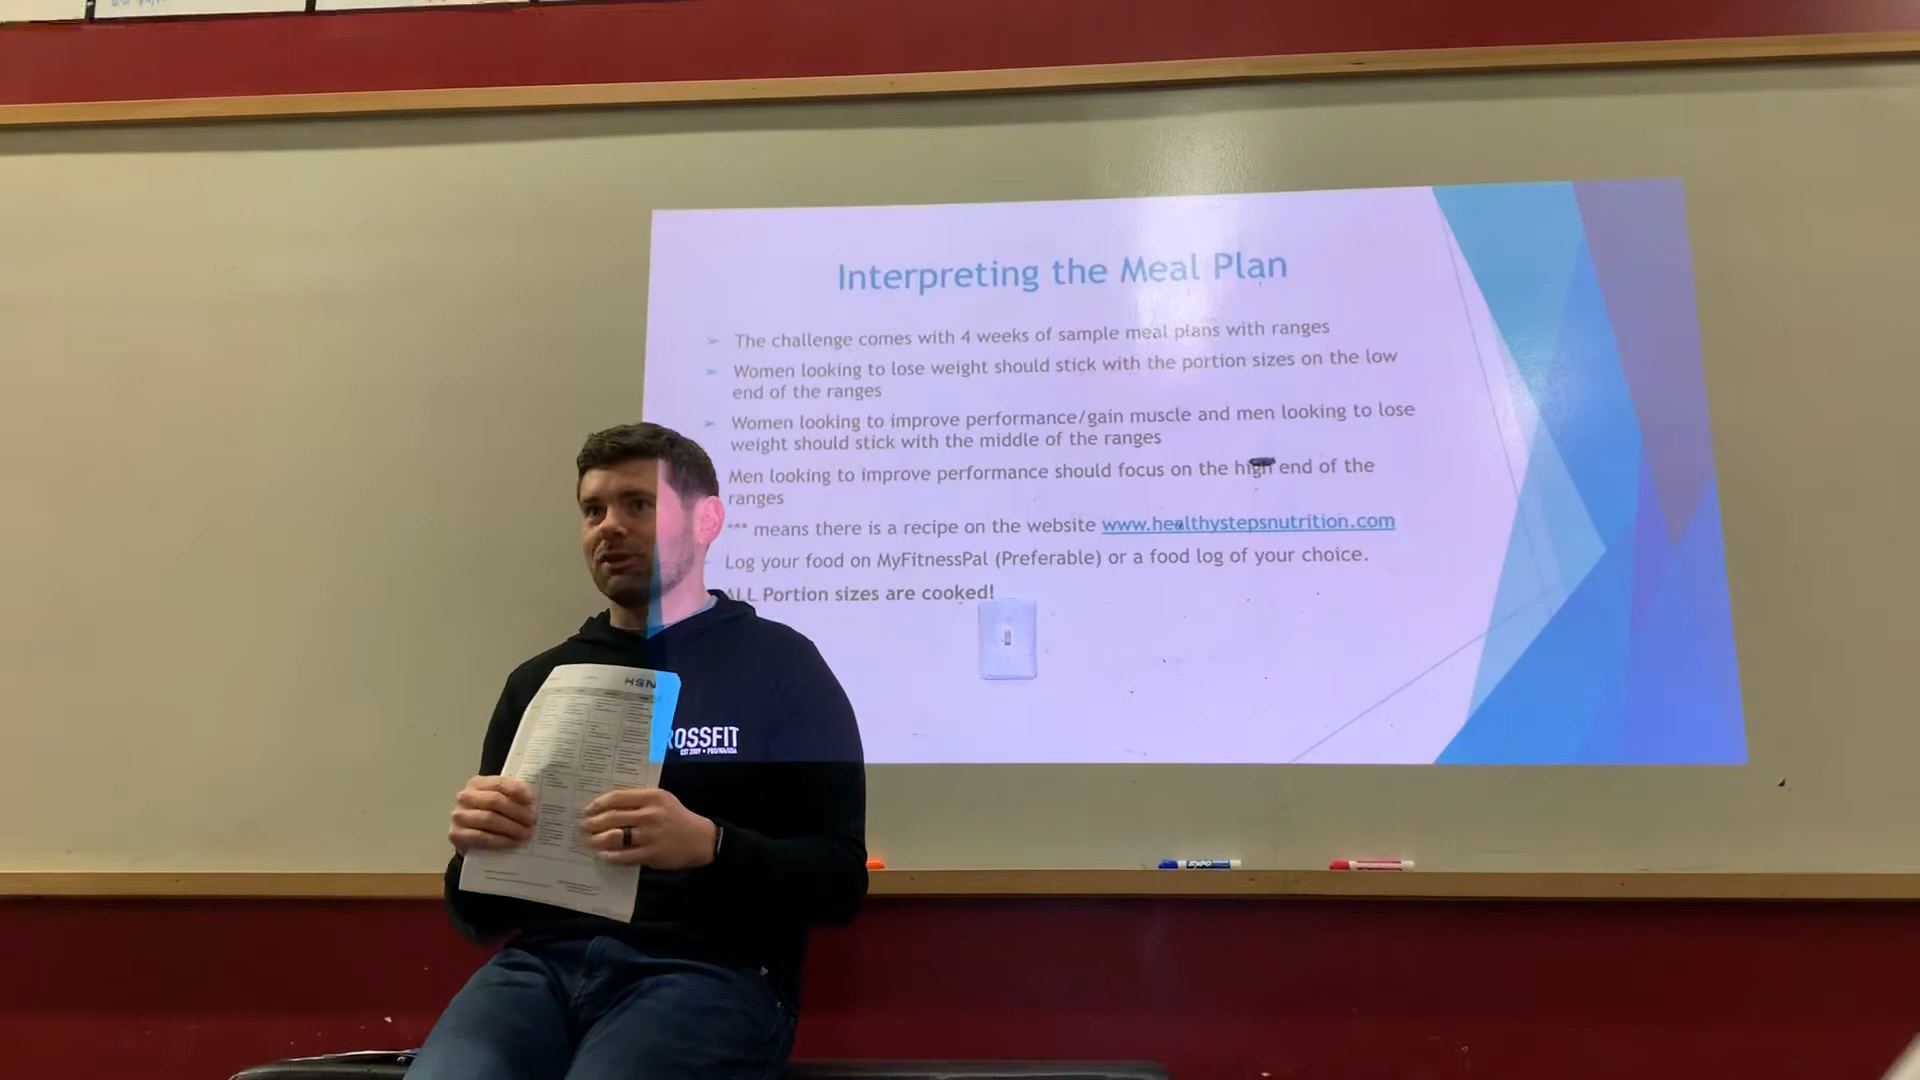 Interpreting the Meal Plan
The challenge comes with 4 weeks of sample meal plans with ranges
Women looking to lose weight should stick with the portion sizes on the low
end of the ranges
Women looking to improve performance/gain muscle and men looking to lose
weight should stick with the middle of the ranges
Men looking to improve performance should focus on the high end of the
ranges
*** means there is a recipe on the website www.healthystepsnutrition.com
Log your food on MyFitnessPal (Preferable) or a food log of your choice.
ALL Portion sizes are cooked!
HSN
ROSSFIT
EXPO